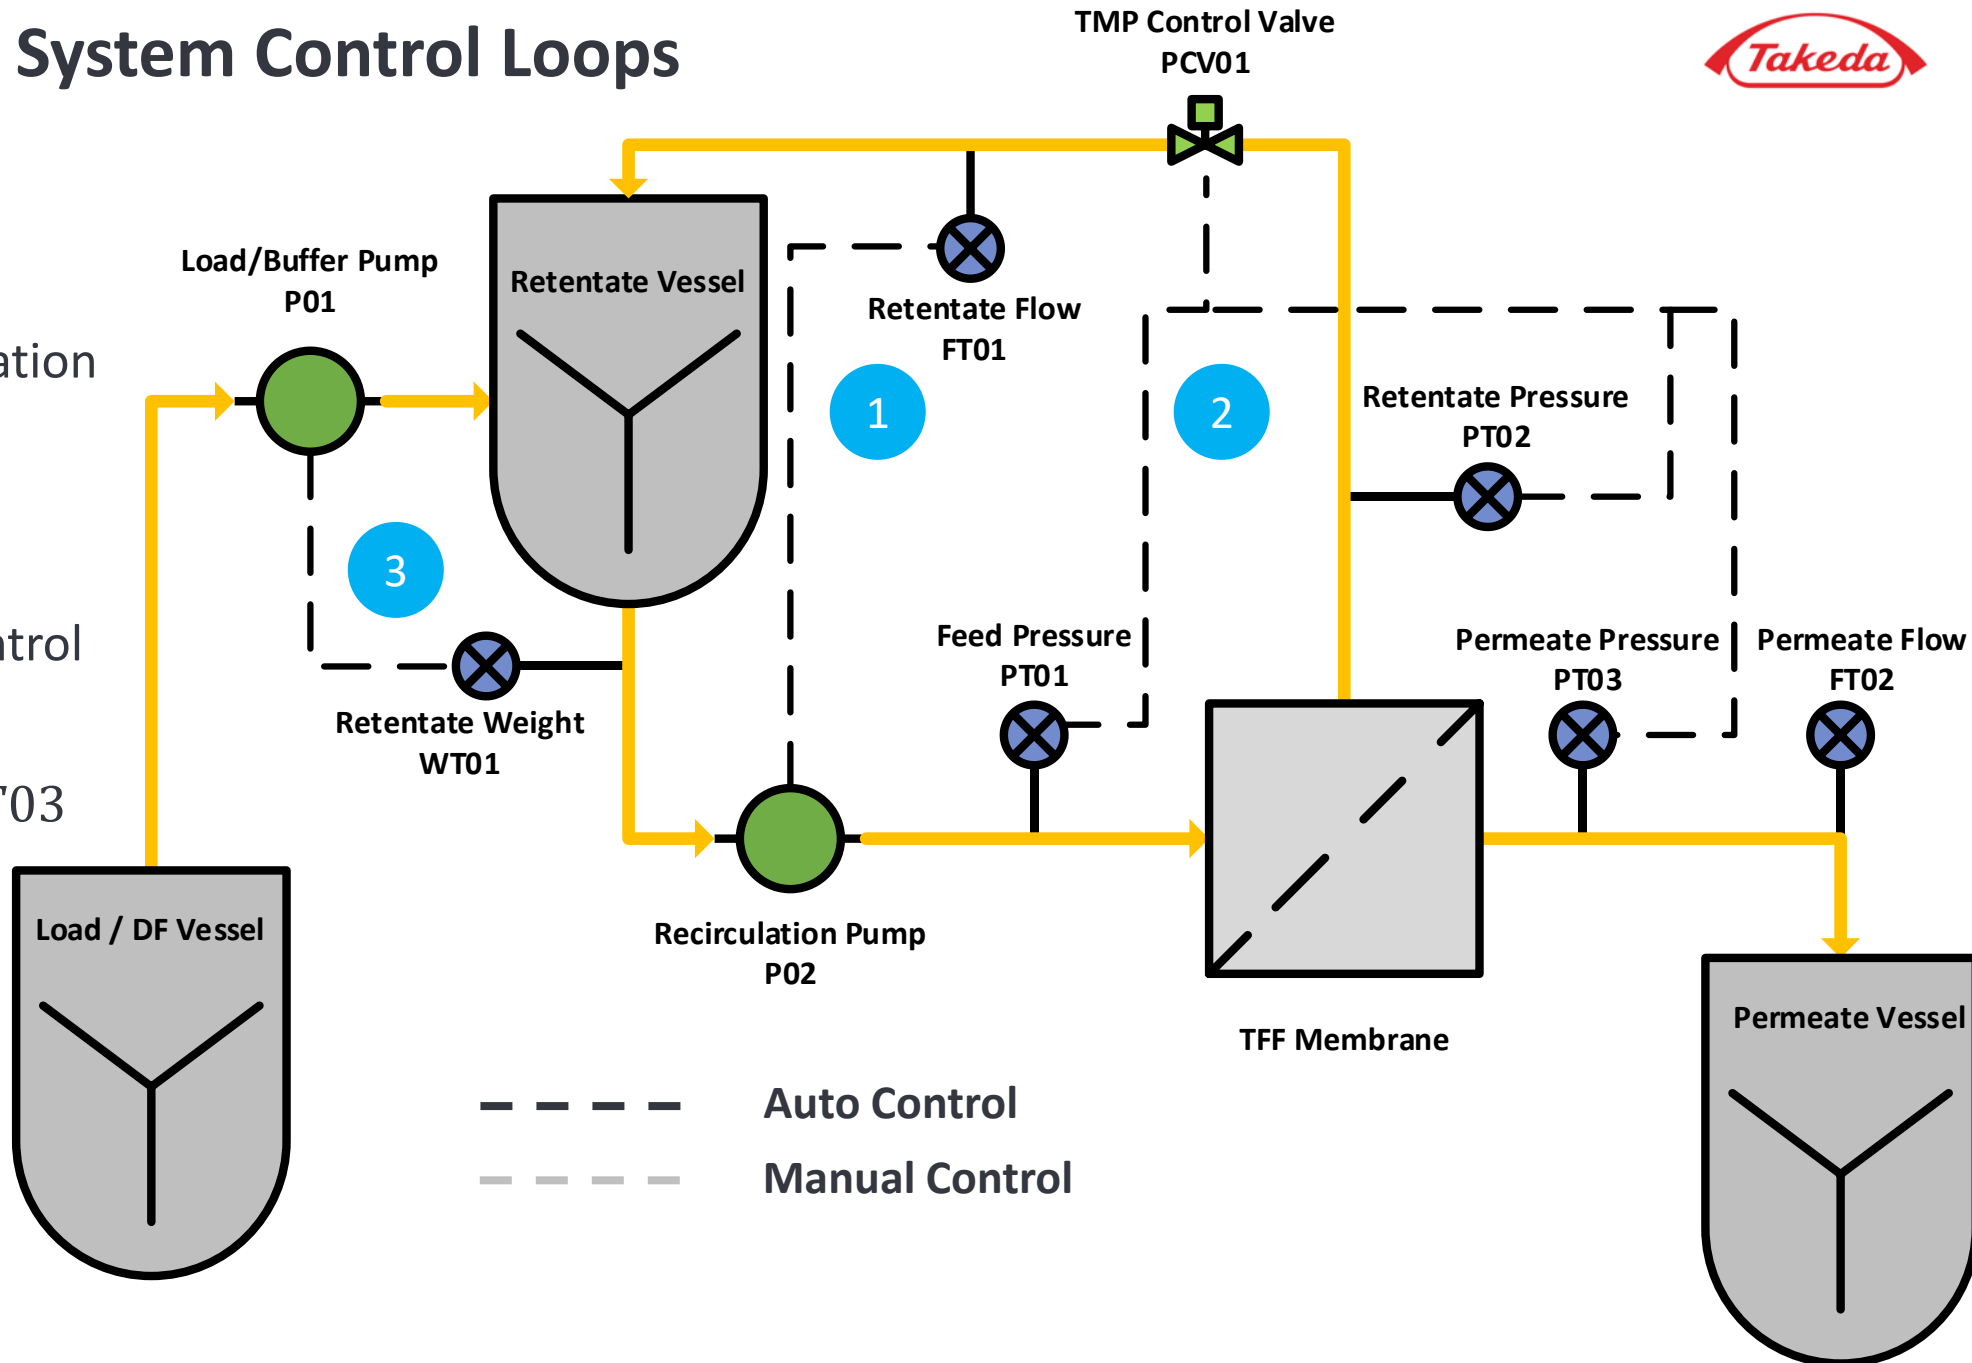 System Control Loops
TMP Control Valve
PCV01
Takeda
Load/Buffer Pump
P01
Retentate Vessel
Retentate Flow
FT01
1
2
Retentate Pressure
PT02
3
Feed Pressure
PT01
Permeate Pressure
PT03
Permeate Flow
FT02
Retentate Weight
WT01
03
Load / DF Vessel
Recirculation Pump
P02
TFF Membrane
Permeate Vessel
Auto Control
Manual Control